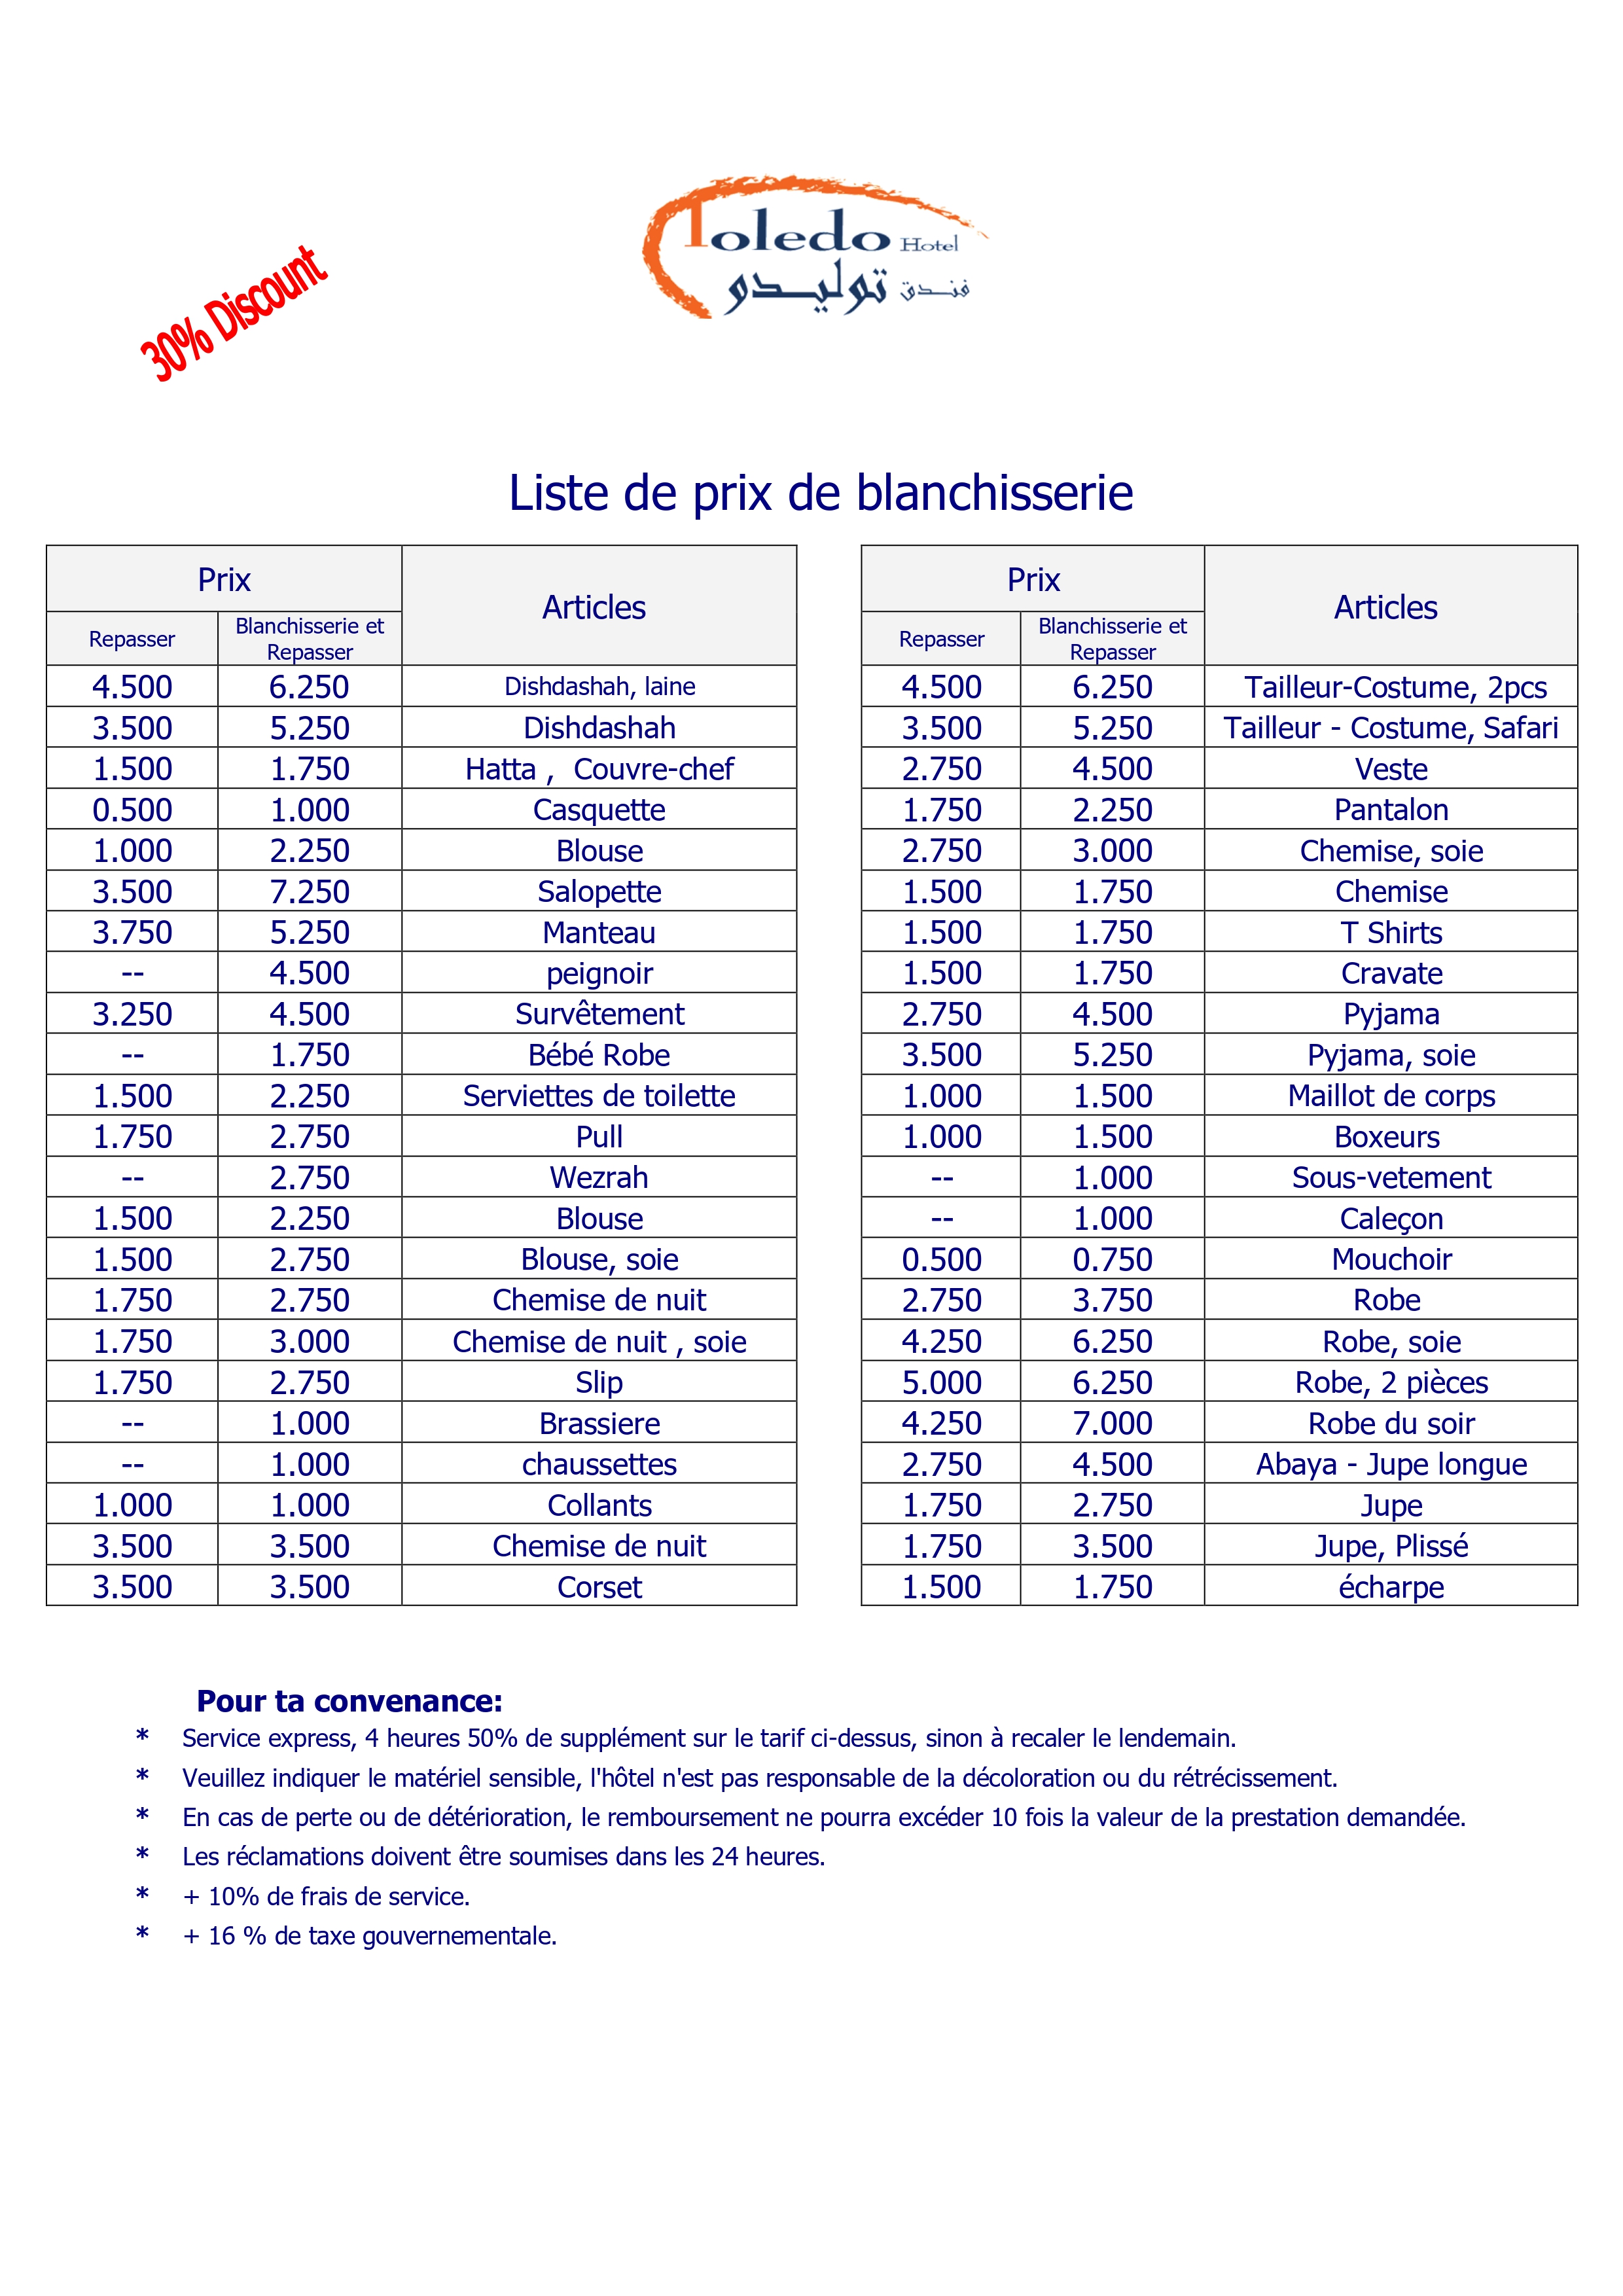 Toledo Hotel
فندق توليدو
30% Discount
Liste de prix de blanchisserie
Prix Articles
Repasser Blanchisserie et Repasser
4.500 6.250 Dishdashah, laine
3.500 5.250 Dishdashah
1.500 1.750 Hatta , Couvre-chef
0.500 1.000 Casquette
1.000 2.250 Blouse
3.500 7.250 Salopette
3.750 5.250 Manteau
-- 4.500 peignoir
3.250 4.500 Survêtement
-- 1.750 Bébé Robe
1.500 2.250 Serviettes de toilette
1.750 2.750 Pull
-- 2.750 Wezrah
1.500 2.250 Blouse
1.500 2.750 Blouse, soie
1.750 2.750 Chemise de nuit
1.750 3.000 Chemise de nuit , soie
1.750 2.750 Slip
-- 1.000 Brassiere
-- 1.000 chaussettes
1.000 1.000 Collants
3.500 3.500 Chemise de nuit
3.500 3.500 Corset
Prix Articles
Repasser Blanchisserie et Repasser
4.500 6.250 Tailleur-Costume, 2pcs
3.500 5.250 Tailleur - Costume, Safari
2.750 4.500 Veste
1.750 2.250 Pantalon
2.750 3.000 Chemise, soie
1.500 1.750 Chemise
1.500 1.750 T Shirts
1.500 1.750 Cravate
2.750 4.500 Pyjama
3.500 5.250 Pyjama, soie
1.000 1.500 Maillot de corps
1.000 1.500 Boxeurs
-- 1.000 Sous-vetement
-- 1.000 Caleçon
0.500 0.750 Mouchoir
2.750 3.750 Robe
4.250 6.250 Robe, soie
5.000 6.250 Robe, 2 pièces
4.250 7.000 Robe du soir
2.750 4.500 Abaya - Jupe longue
1.750 2.750 Jupe
1.750 3.500 Jupe, Plissé
1.500 1.750 écharpe
Pour ta convenance:
* Service express, 4 heures 50% de supplément sur le tarif ci-dessus, sinon à recaler le lendemain.
* Veuillez indiquer le matériel sensible, l'hôtel n'est pas responsable de la décoloration ou du rétrécissement.
* En cas de perte ou de détérioration, le remboursement ne pourra excéder 10 fois la valeur de la prestation demandée.
* Les réclamations doivent être soumises dans les 24 heures.
* + 10% de frais de service.
* + 16 % de taxe gouvernementale.